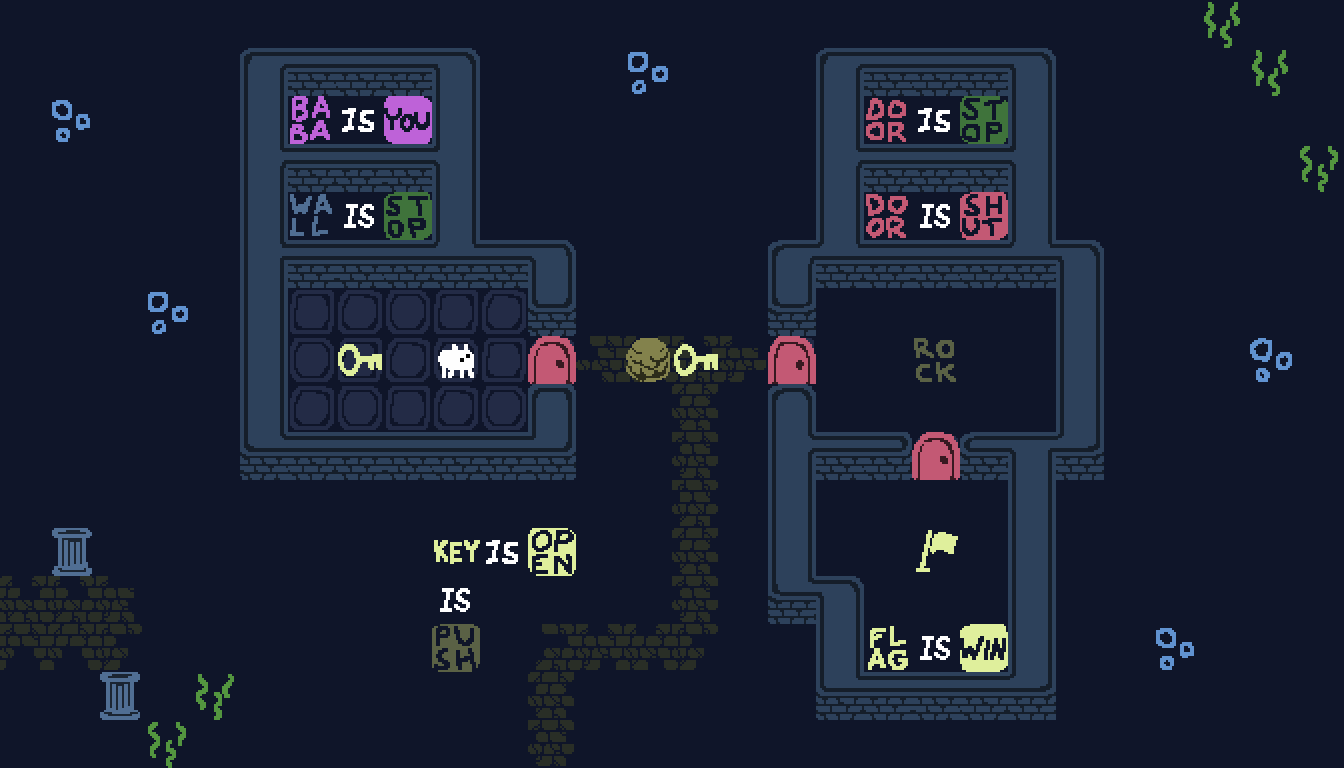 BABA IS YOU
DOOR IS STOP
WALL IS STOP
DOOR IS SHUT
ROCK
KEY IS OPEN
IS
PUSH
FLAG IS WIN